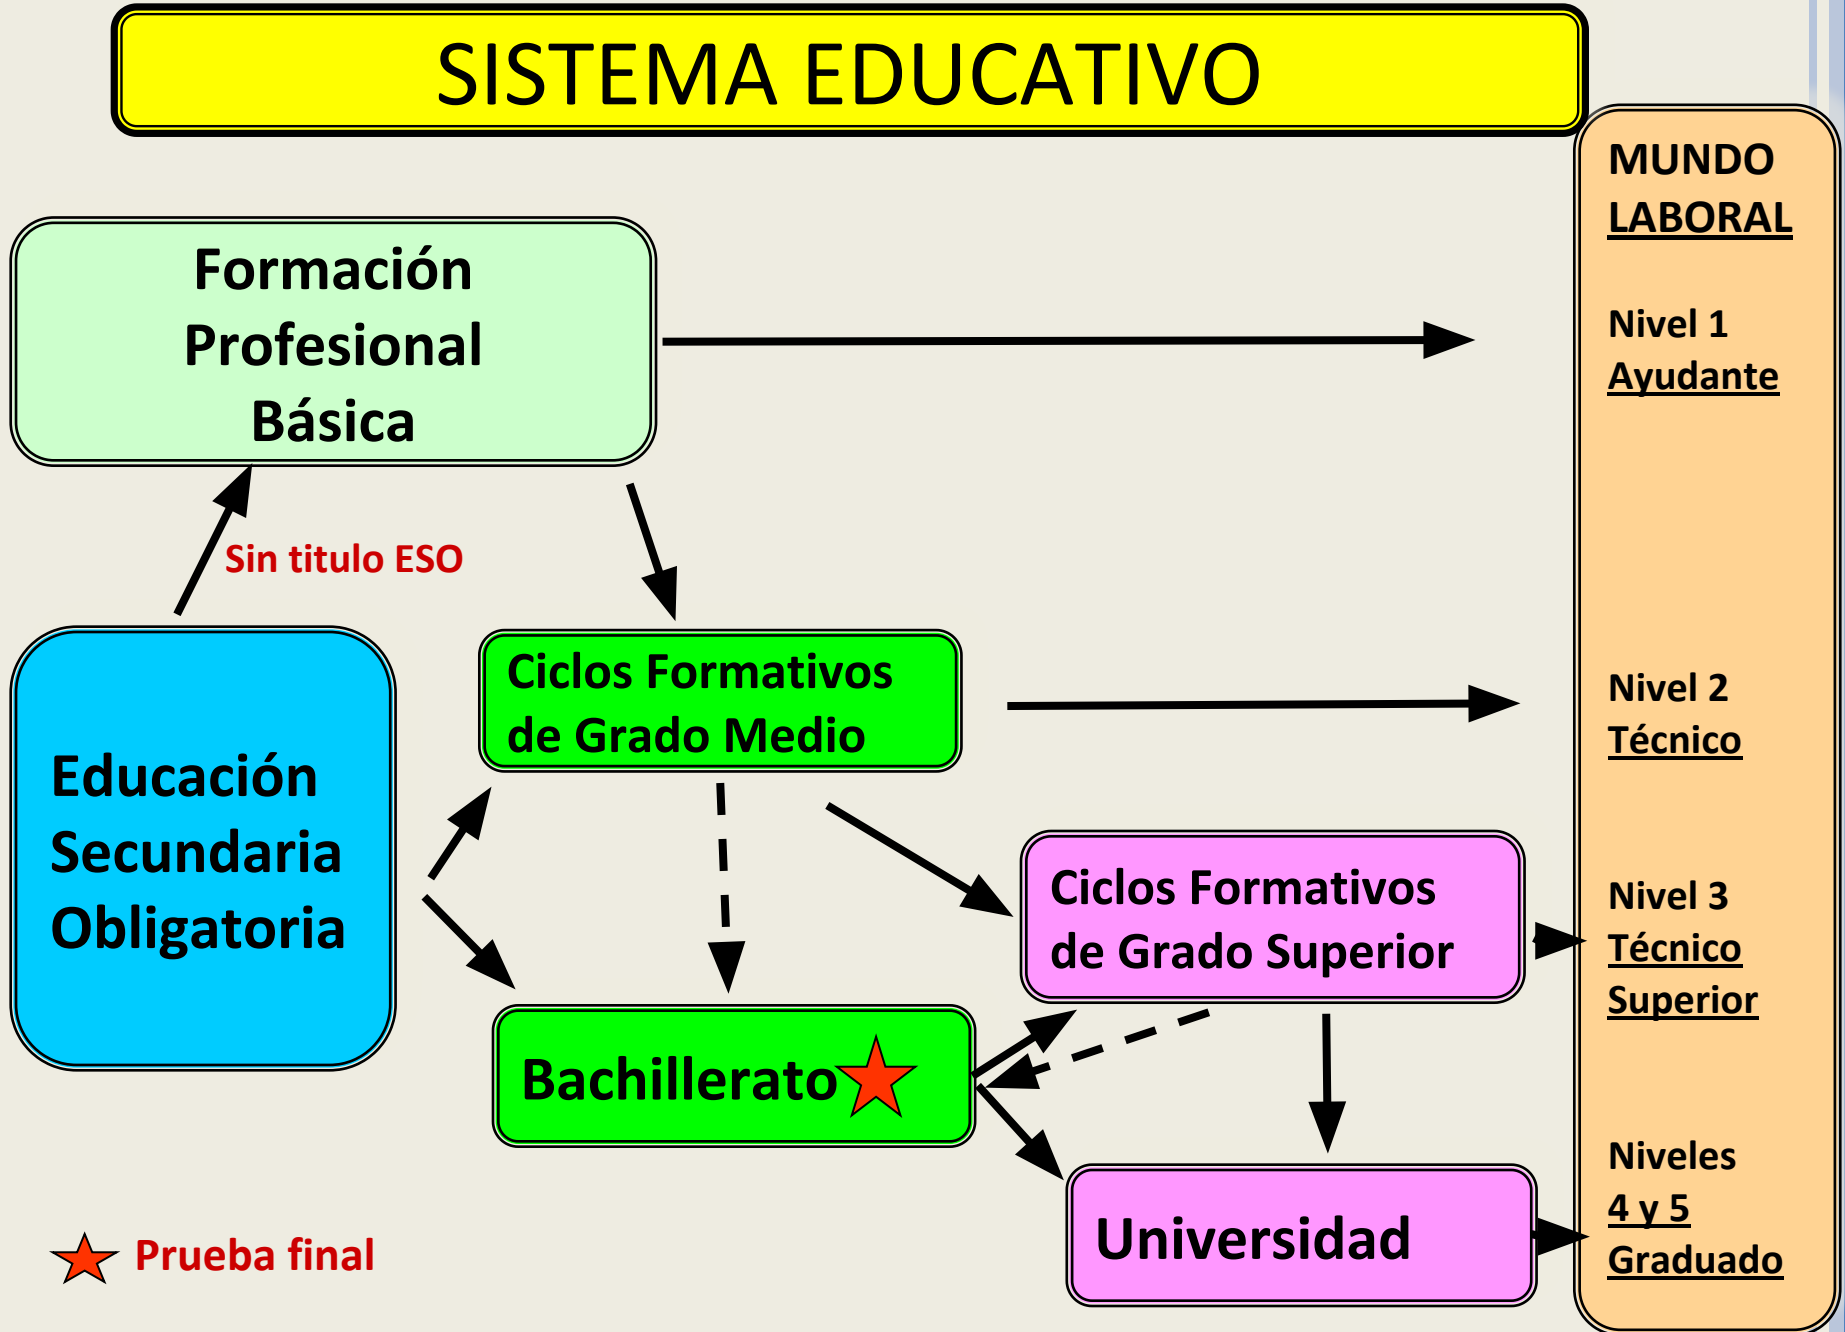 SISTEMA EDUCATIVO
MUNDO
LABORAL
Formación
Profesional
Básica
Nivel 1
Ayudante
Sin titulo ESO
Ciclos Formativos
de Grado Medio
Nivel 2
Técnico
Educación
Secundaria
Obligatoria
Ciclos Formativos
de Grado Superior
Nivel 3
Técnico
Superior
Bachillerato
Universidad
Niveles
4 y 5
Graduado
Prueba final